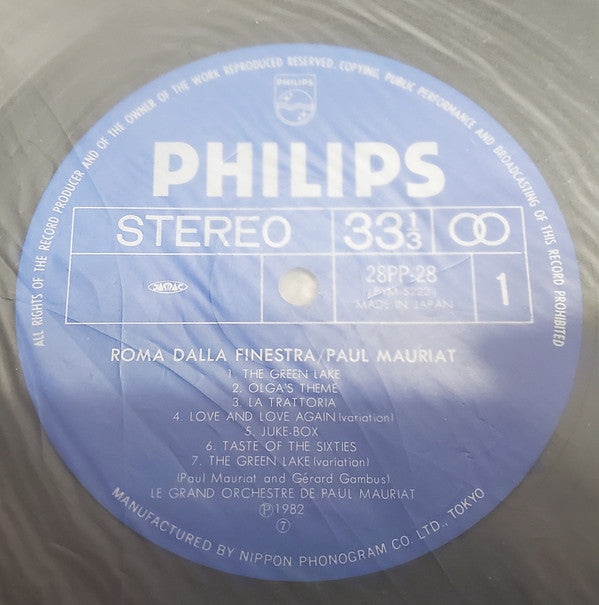 ALL RIGHTS OF THE RECORD PRODUCER AND OF THE OWNER OF THE WORK REPRODUCED RESERVED. COPYING, PUBLIC PERFORMANCE AND BROADCASTING OF THIS RECORD PROHIBITED
PHILIPS
PHILIPS
STEREO 33⅓
JASRAC 28PP-28 1
MADE IN JAPAN
ROMA DALLA FINESTRA/PAUL MAURIAT
1. THE GREEN LAKE
2. OLGA'S THEME
3. LA TRATTORIA
4. LOVE AND LOVE AGAIN(variation)
5. JUKE-BOX
6. TASTE OF THE SIXTIES
7. THE GREEN LAKE(variation)
(Paul Mauriat and Gérard Gambus)
LE GRAND ORCHESTRE DE PAUL MAURIAT
Ⓟ1982
⑦
MANUFACTURED BY NIPPON PHONOGRAM CO. LTD., TOKYO